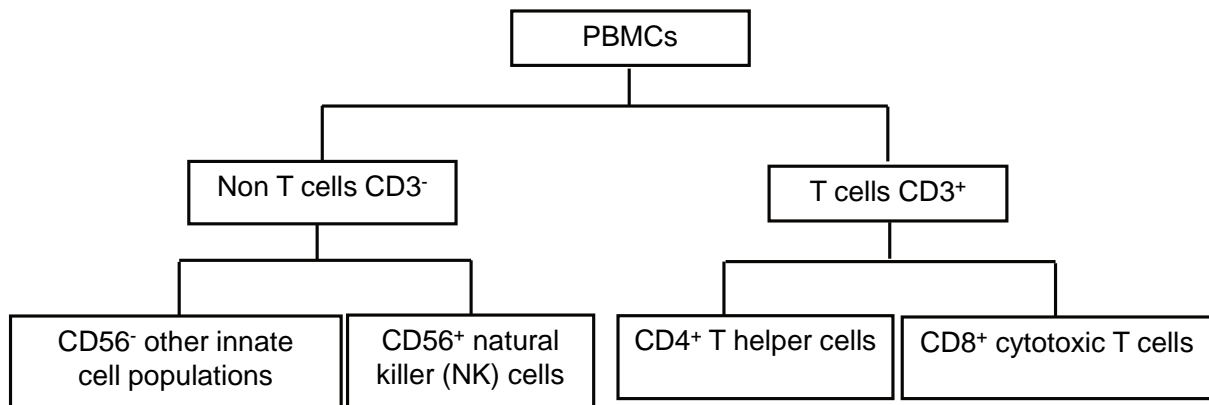 PBMCs
Non T cells CD3⁻
T cells CD3⁺
CD56⁻ other innate
cell populations
CD56⁺ natural
killer (NK) cells
CD4⁺ T helper cells
CD8⁺ cytotoxic T cells